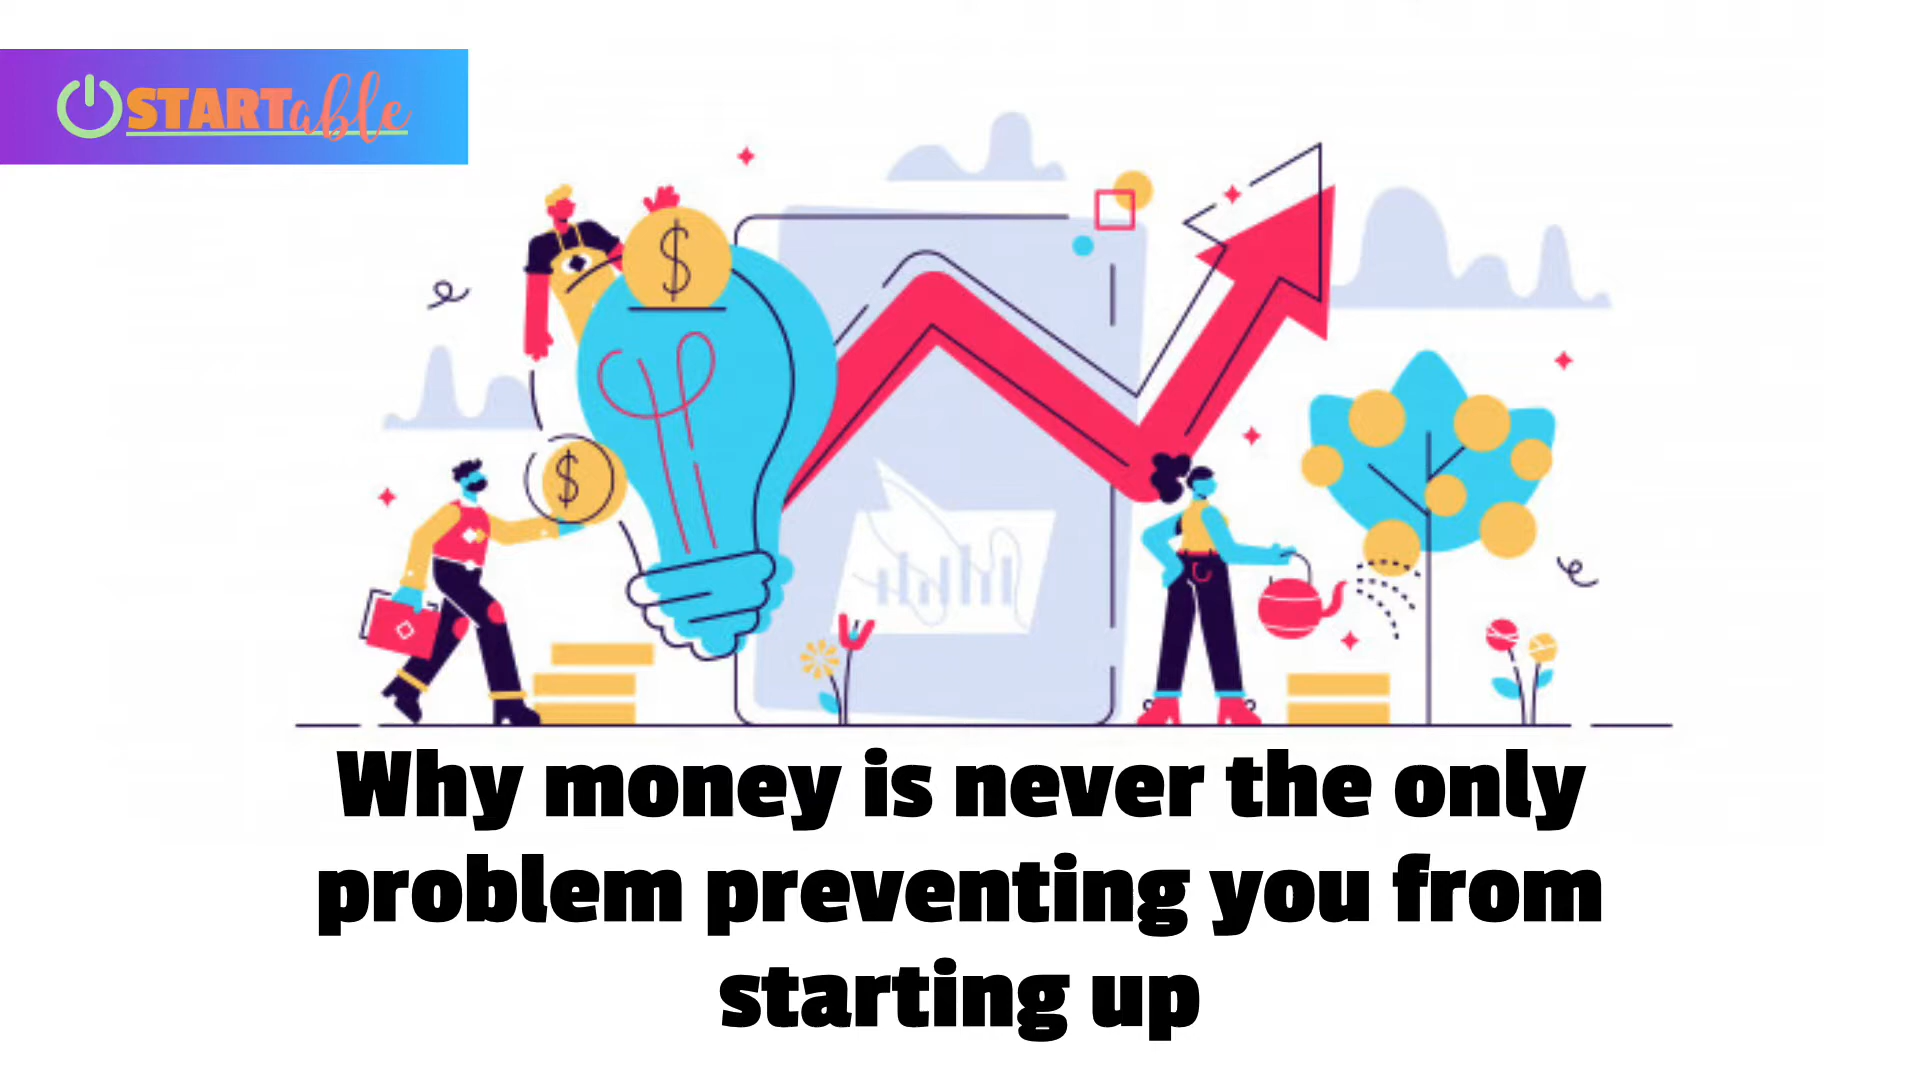 STARTable
$
$
Why money is never the only
problem preventing you from
starting up